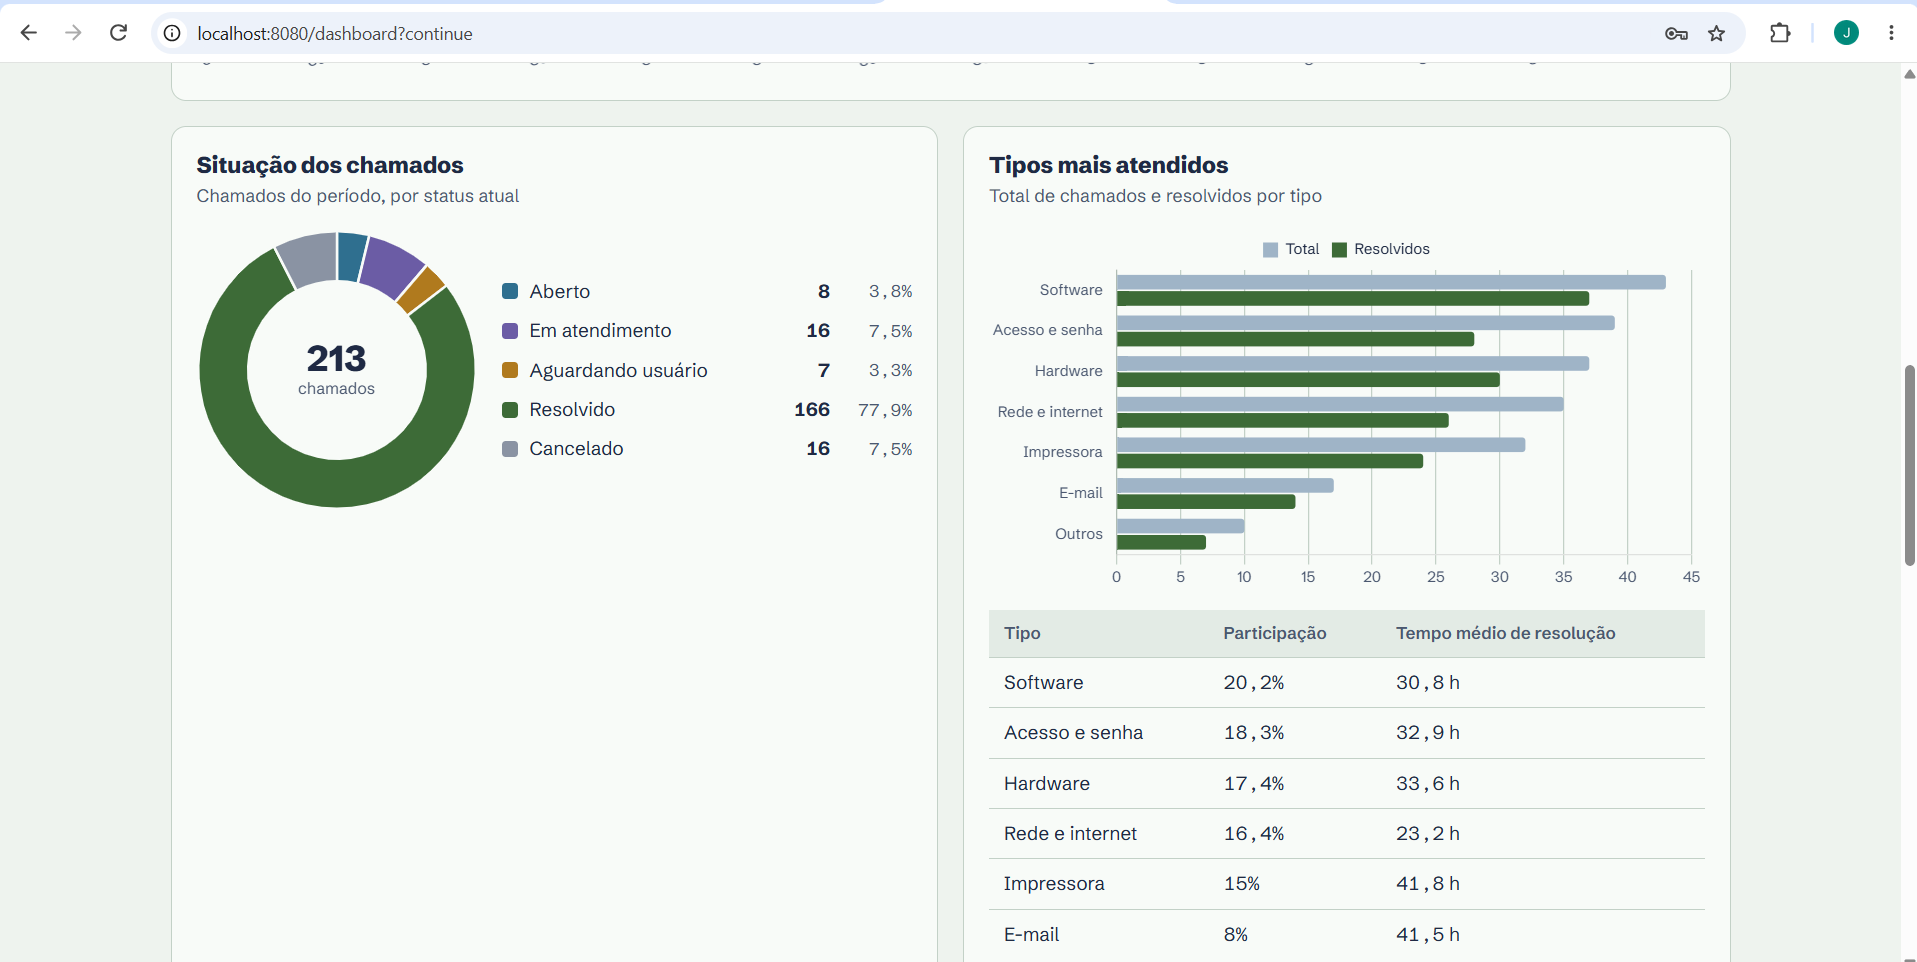 localhost:8080/dashboard?continue
J
Situação dos chamados
Chamados do período, por status atual
213
chamados
Aberto 8 3,8%
Em atendimento 16 7,5%
Aguardando usuário 7 3,3%
Resolvido 166 77,9%
Cancelado 16 7,5%
Tipos mais atendidos
Total de chamados e resolvidos por tipo
Total Resolvidos
Software
Acesso e senha
Hardware
Rede e internet
Impressora
E-mail
Outros
0 5 10 15 20 25 30 35 40 45
Tipo Participação Tempo médio de resolução
Software 20,2% 30,8 h
Acesso e senha 18,3% 32,9 h
Hardware 17,4% 33,6 h
Rede e internet 16,4% 23,2 h
Impressora 15% 41,8 h
E-mail 8% 41,5 h